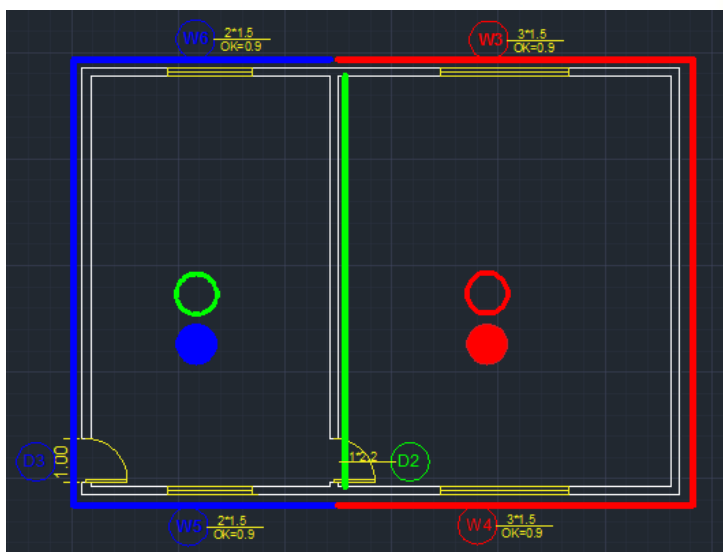 W6 2*1.5
OK=0.9
W3 3*1.5
OK=0.9
D3 1.00
1*2.2 D2
W5 2*1.5
OK=0.9
W4 3*1.5
OK=0.9